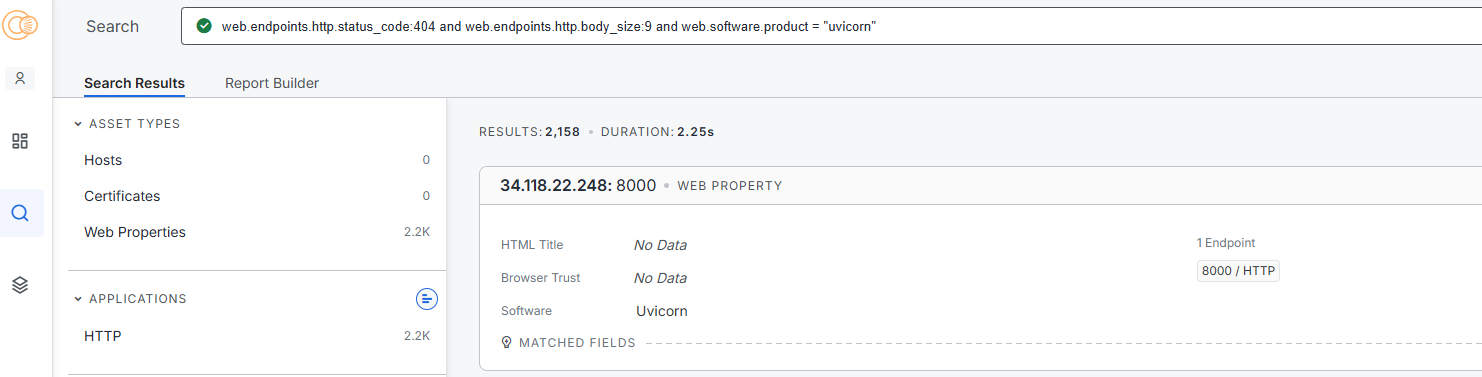 Search
web.endpoints.http.status_code:404 and web.endpoints.http.body_size:9 and web.software.product = "uvicorn"
Search Results Report Builder
ASSET TYPES
Hosts 0
Certificates 0
Web Properties 2.2K
APPLICATIONS
HTTP 2.2K
RESULTS: 2,158 • DURATION: 2.25s
34.118.22.248: 8000 • WEB PROPERTY
HTML Title No Data
Browser Trust No Data
Software Uvicorn
1 Endpoint
8000 / HTTP
MATCHED FIELDS